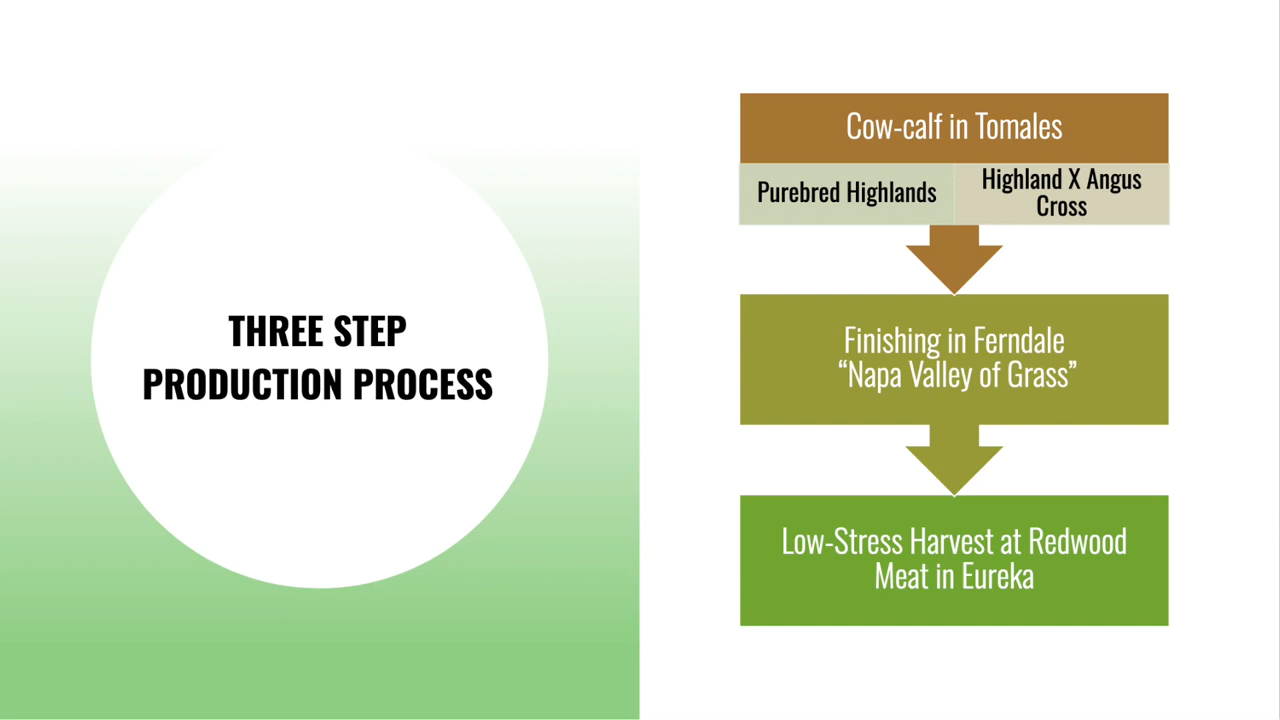 THREE STEP
PRODUCTION PROCESS
Cow-calf in Tomales
Purebred Highlands
Highland X Angus
Cross
Finishing in Ferndale
“Napa Valley of Grass”
Low-Stress Harvest at Redwood
Meat in Eureka